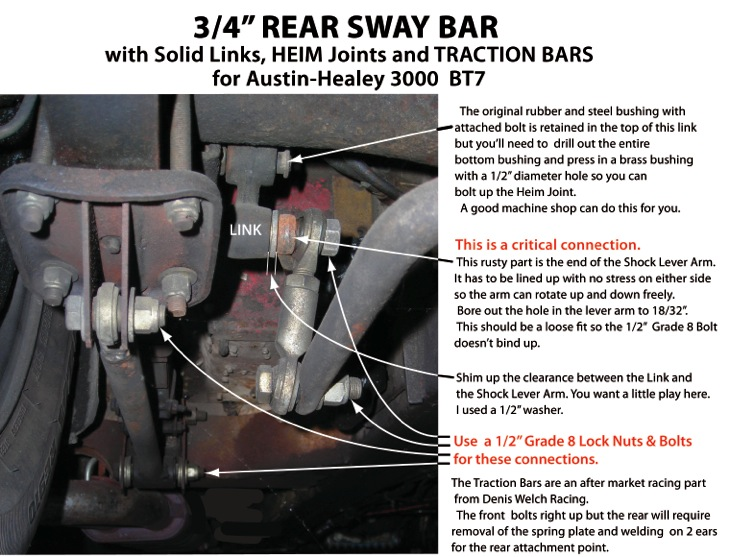 3/4” REAR SWAY BAR
with Solid Links, HEIM Joints and TRACTION BARS
for Austin-Healey 3000 BT7
The original rubber and steel bushing with
attached bolt is retained in the top of this link
but you’ll need to drill out the entire
bottom bushing and press in a brass bushing
with a 1/2” diameter hole so you can
bolt up the Heim Joint.
A good machine shop can do this for you.
LINK
This is a critical connection.
This rusty part is the end of the Shock Lever Arm.
It has to be lined up with no stress on either side
so the arm can rotate up and down freely.
Bore out the hole in the lever arm to 18/32”.
This should be a loose fit so the 1/2” Grade 8 Bolt
doesn’t bind up.
Shim up the clearance between the Link and
the Shock Lever Arm. You want a little play here.
I used a 1/2” washer.
Use a 1/2” Grade 8 Lock Nuts & Bolts
for these connections.
The Traction Bars are an after market racing part
from Denis Welch Racing.
The front bolts right up but the rear will require
removal of the spring plate and welding on 2 ears
for the rear attachment point.